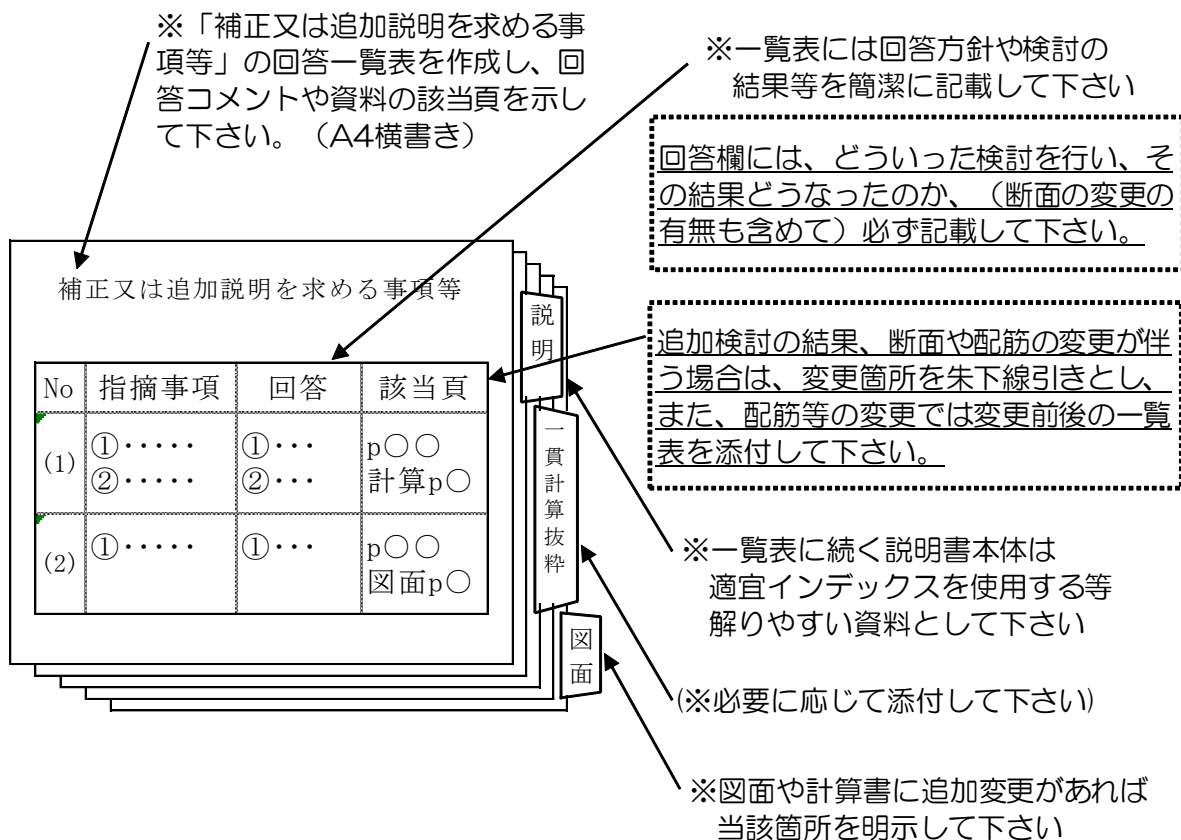 ※「補正又は追加説明を求める事
項等」の回答一覧表を作成し、回
答コメントや資料の該当頁を示し
て下さい。（A4横書き）
※一覧表には回答方針や検討の
結果等を簡潔に記載して下さい
回答欄には、どういった検討を行い、そ
の結果どうなったのか、（断面の変更の
有無も含めて）必ず記載して下さい。
補正又は追加説明を求める事項等
No 指摘事項 回答 該当頁
(1) ①・・・・・ ①・・・ p○○
②・・・・・ ②・・・ 計算p○
(2) ①・・・・・ ①・・・ p○○
図面p○
説明
一貫計算抜粋
図面
追加検討の結果、断面や配筋の変更が伴
う場合は、変更箇所を朱下線引きとし、
また、配筋等の変更では変更前後の一覧
表を添付して下さい。
※一覧表に続く説明書本体は
適宜インデックスを使用する等
解りやすい資料として下さい
(※必要に応じて添付して下さい)
※図面や計算書に追加変更があれば
当該箇所を明示して下さい